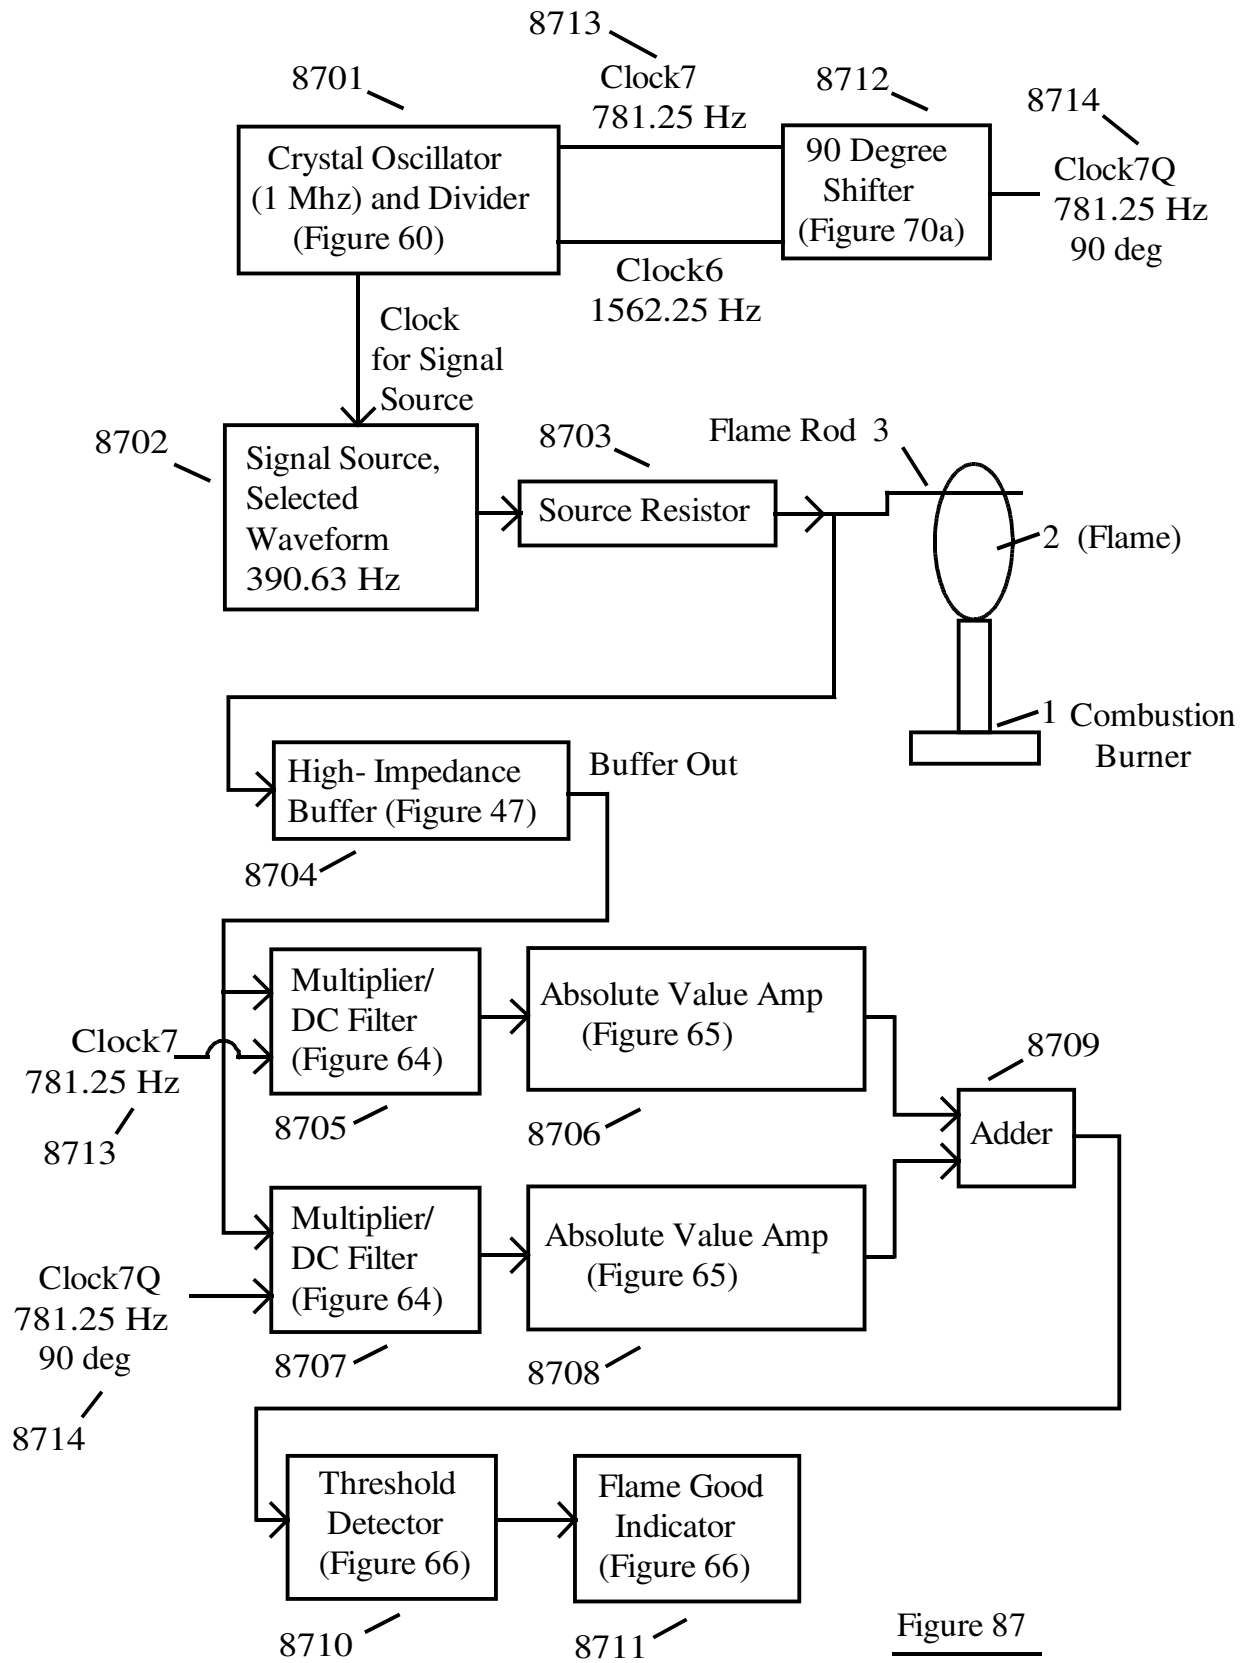 8713
8701
Clock7
781.25 Hz
8712
8714
Crystal Oscillator
(1 Mhz) and Divider
(Figure 60)
90 Degree
Shifter
(Figure 70a)
Clock7Q
781.25 Hz
90 deg
Clock6
1562.25 Hz
Clock
for Signal
Source
8702
Signal Source,
Selected
Waveform
390.63 Hz
8703
Source Resistor
Flame Rod 3
2 (Flame)
1 Combustion
Burner
High- Impedance
Buffer (Figure 47)
Buffer Out
8704
Multiplier/
DC Filter
(Figure 64)
Absolute Value Amp
(Figure 65)
Clock7
781.25 Hz
8713
8705
8706
8709
Adder
Multiplier/
DC Filter
(Figure 64)
Absolute Value Amp
(Figure 65)
Clock7Q
781.25 Hz
90 deg
8714
8707
8708
Threshold
Detector
(Figure 66)
Flame Good
Indicator
(Figure 66)
8710
8711
Figure 87